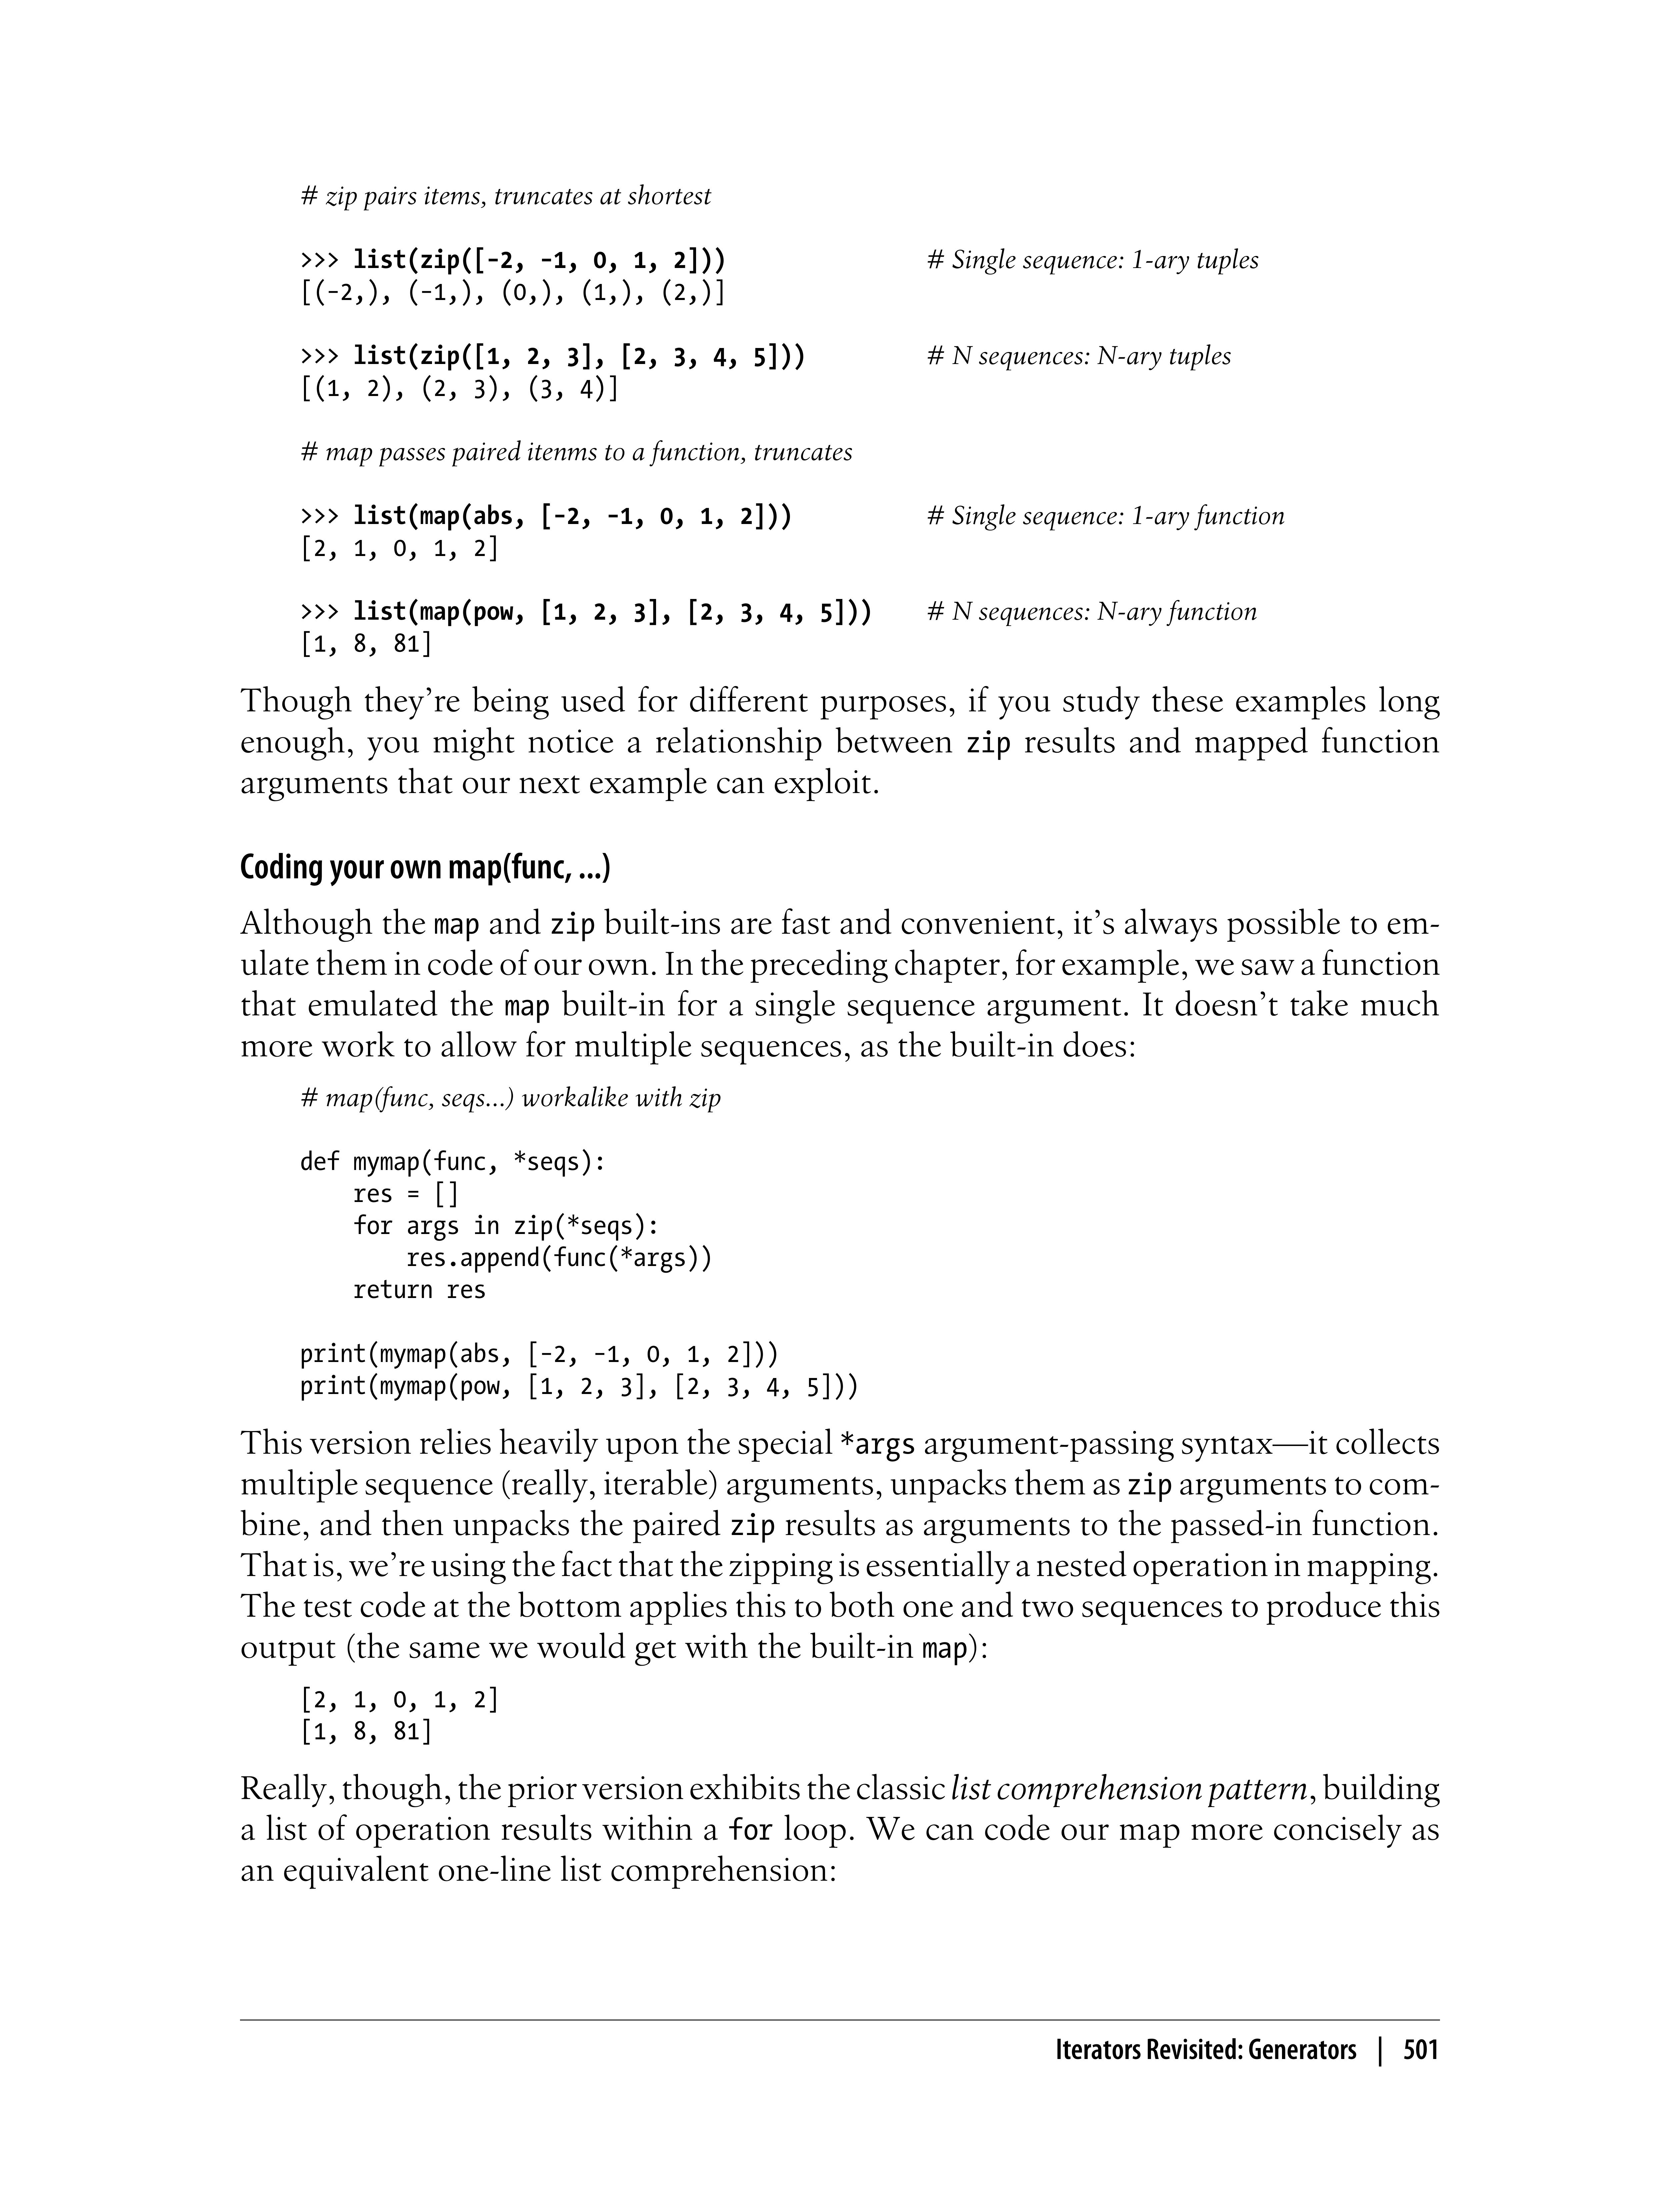 # zip pairs items, truncates at shortest
>>> list(zip([-2, -1, 0, 1, 2])) # Single sequence: 1-ary tuples
[(-2,), (-1,), (0,), (1,), (2,)]
>>> list(zip([1, 2, 3], [2, 3, 4, 5])) # N sequences: N-ary tuples
[(1, 2), (2, 3), (3, 4)]
# map passes paired itenms to a function, truncates
>>> list(map(abs, [-2, -1, 0, 1, 2])) # Single sequence: 1-ary function
[2, 1, 0, 1, 2]
>>> list(map(pow, [1, 2, 3], [2, 3, 4, 5])) # N sequences: N-ary function
[1, 8, 81]
Though they’re being used for different purposes, if you study these examples long
enough, you might notice a relationship between zip results and mapped function
arguments that our next example can exploit.
Coding your own map(func, ...)
Although the map and zip built-ins are fast and convenient, it’s always possible to em-
ulate them in code of our own. In the preceding chapter, for example, we saw a function
that emulated the map built-in for a single sequence argument. It doesn’t take much
more work to allow for multiple sequences, as the built-in does:
# map(func, seqs...) workalike with zip
def mymap(func, *seqs):
    res = []
    for args in zip(*seqs):
        res.append(func(*args))
    return res
print(mymap(abs, [-2, -1, 0, 1, 2]))
print(mymap(pow, [1, 2, 3], [2, 3, 4, 5]))
This version relies heavily upon the special *args argument-passing syntax—it collects
multiple sequence (really, iterable) arguments, unpacks them as zip arguments to com-
bine, and then unpacks the paired zip results as arguments to the passed-in function.
That is, we’re using the fact that the zipping is essentially a nested operation in mapping.
The test code at the bottom applies this to both one and two sequences to produce this
output (the same we would get with the built-in map):
[2, 1, 0, 1, 2]
[1, 8, 81]
Really, though, the prior version exhibits the classic list comprehension pattern, building
a list of operation results within a for loop. We can code our map more concisely as
an equivalent one-line list comprehension:
Iterators Revisited: Generators | 501